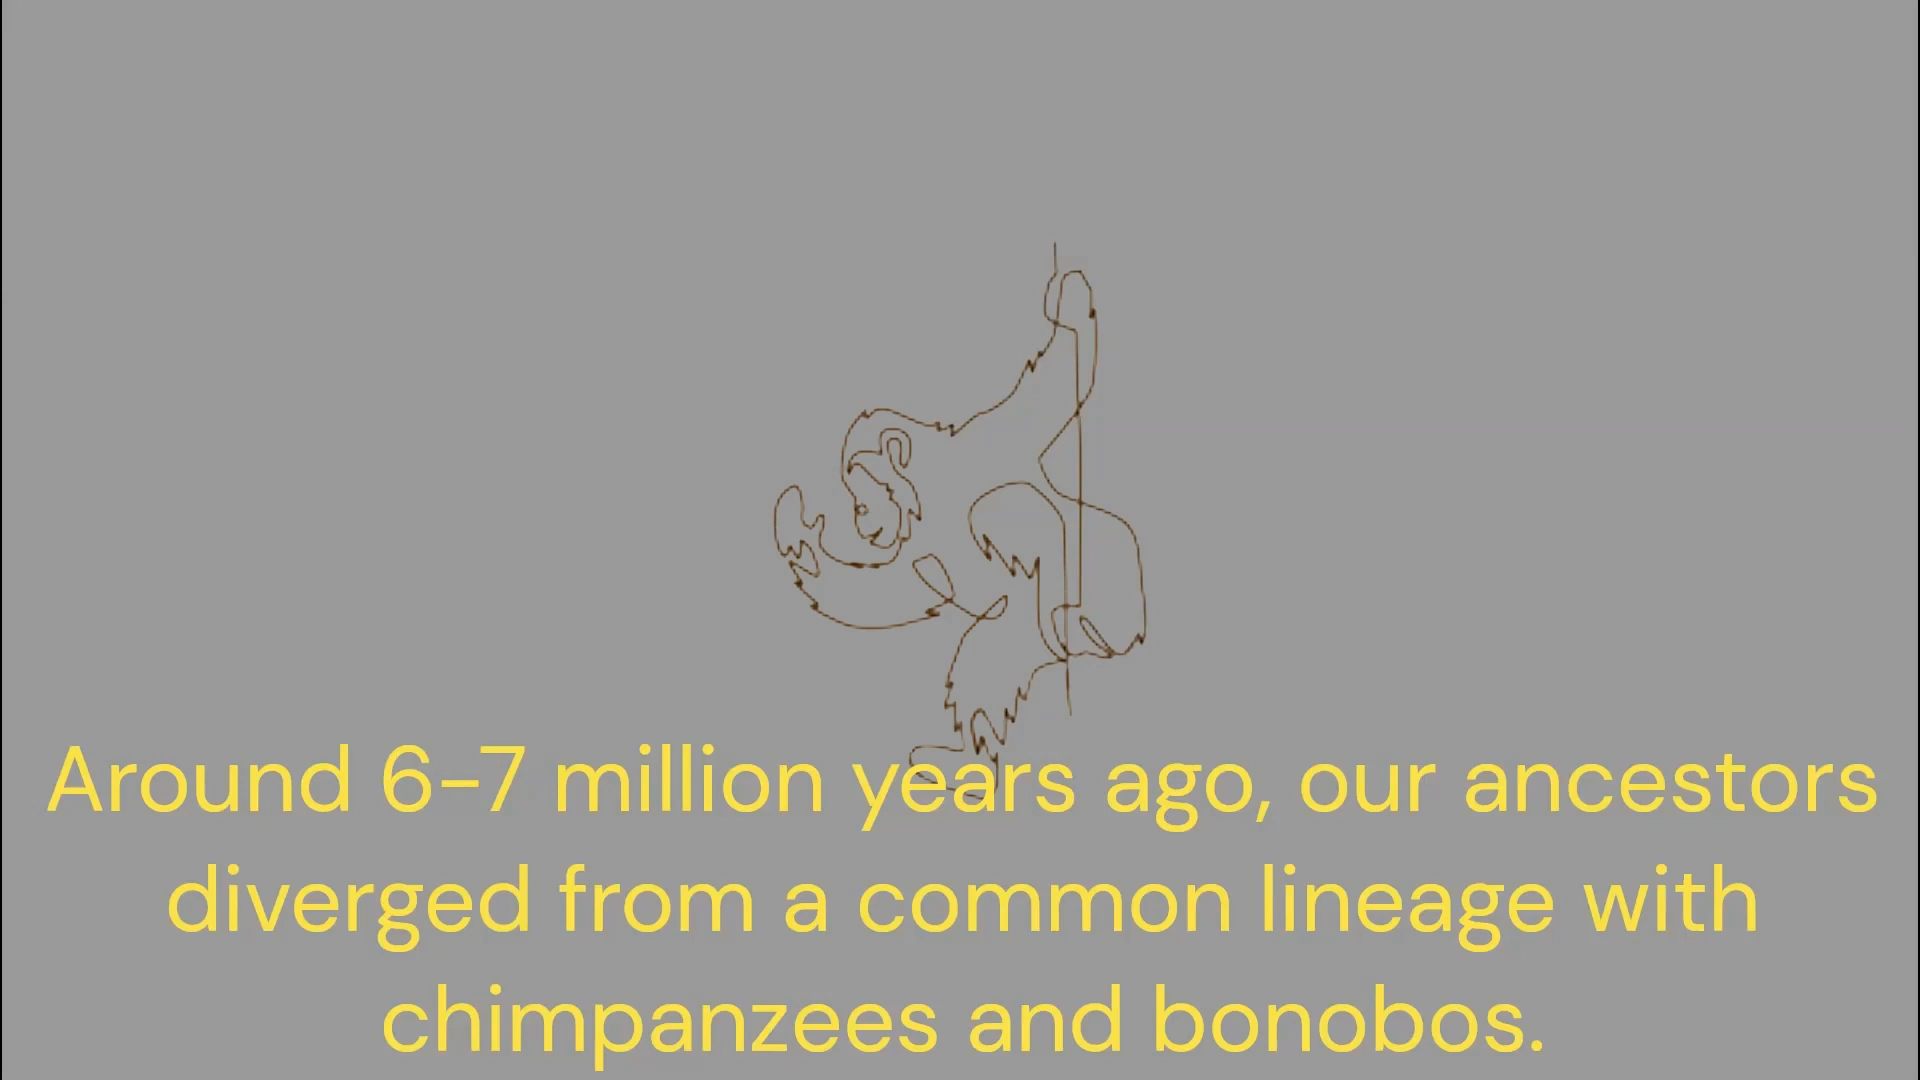 Around 6–7 million years ago, our ancestors
diverged from a common lineage with
chimpanzees and bonobos.